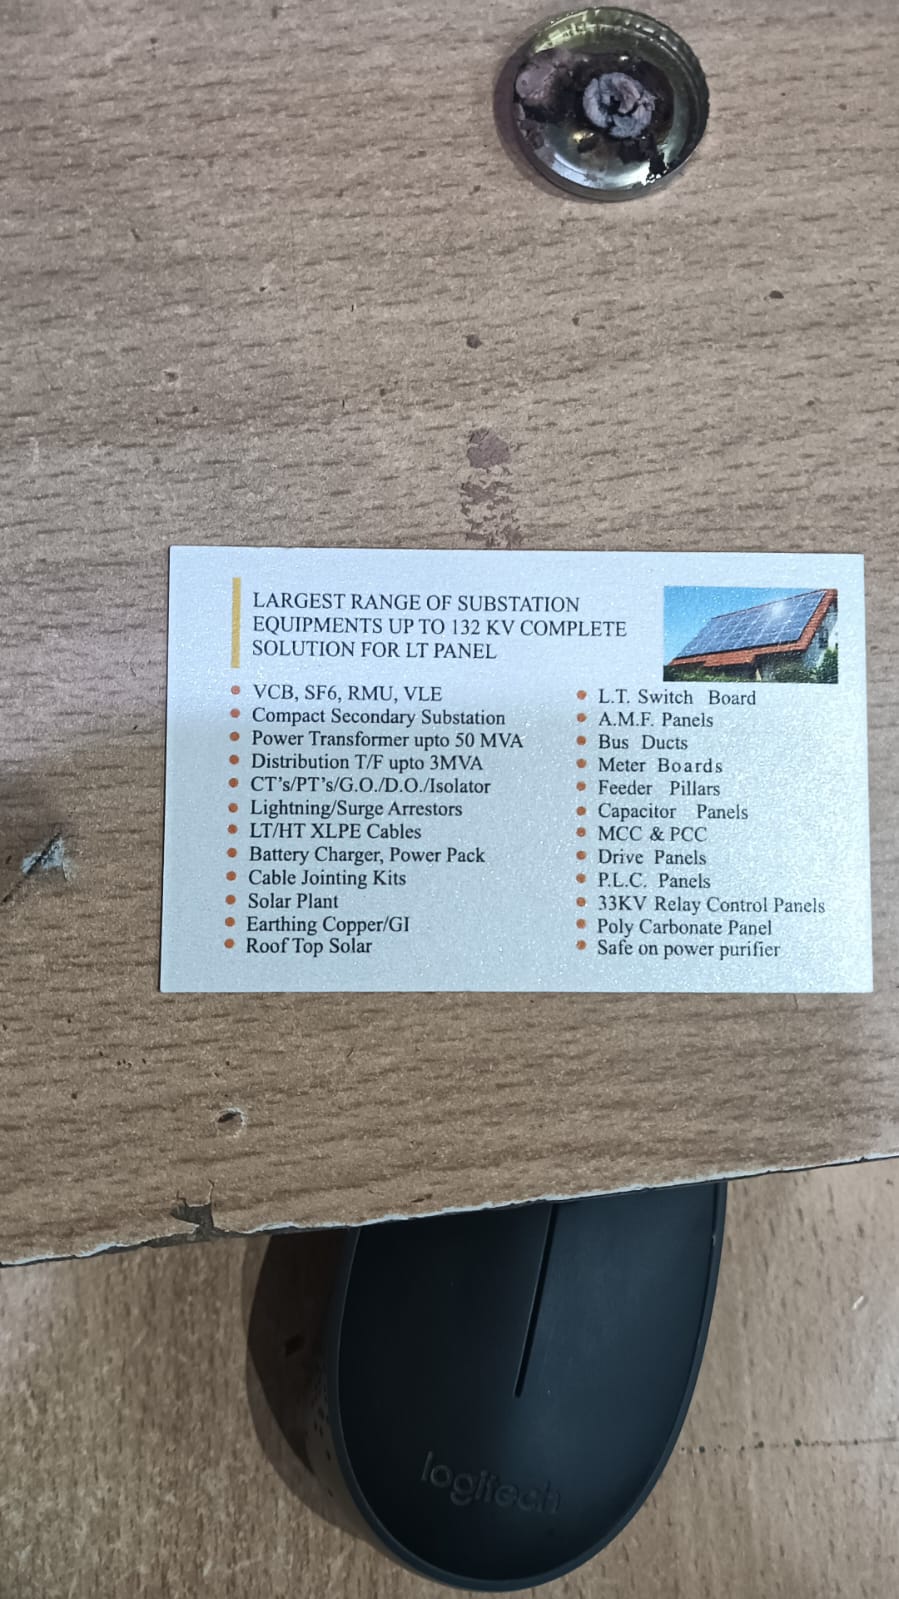 LARGEST RANGE OF SUBSTATION
EQUIPMENTS UP TO 132 KV COMPLETE
SOLUTION FOR LT PANEL
VCB, SF6, RMU, VLE
Compact Secondary Substation
Power Transformer upto 50 MVA
Distribution T/F upto 3MVA
CT's/PT's/G.O./D.O./Isolator
Lightning/Surge Arrestors
LT/HT XLPE Cables
Battery Charger, Power Pack
Cable Jointing Kits
Solar Plant
Earthing Copper/GI
Roof Top Solar
L.T. Switch Board
A.M.F. Panels
Bus Ducts
Meter Boards
Feeder Pillars
Capacitor Panels
MCC & PCC
Drive Panels
P.L.C. Panels
33KV Relay Control Panels
Poly Carbonate Panel
Safe on power purifier
logitech